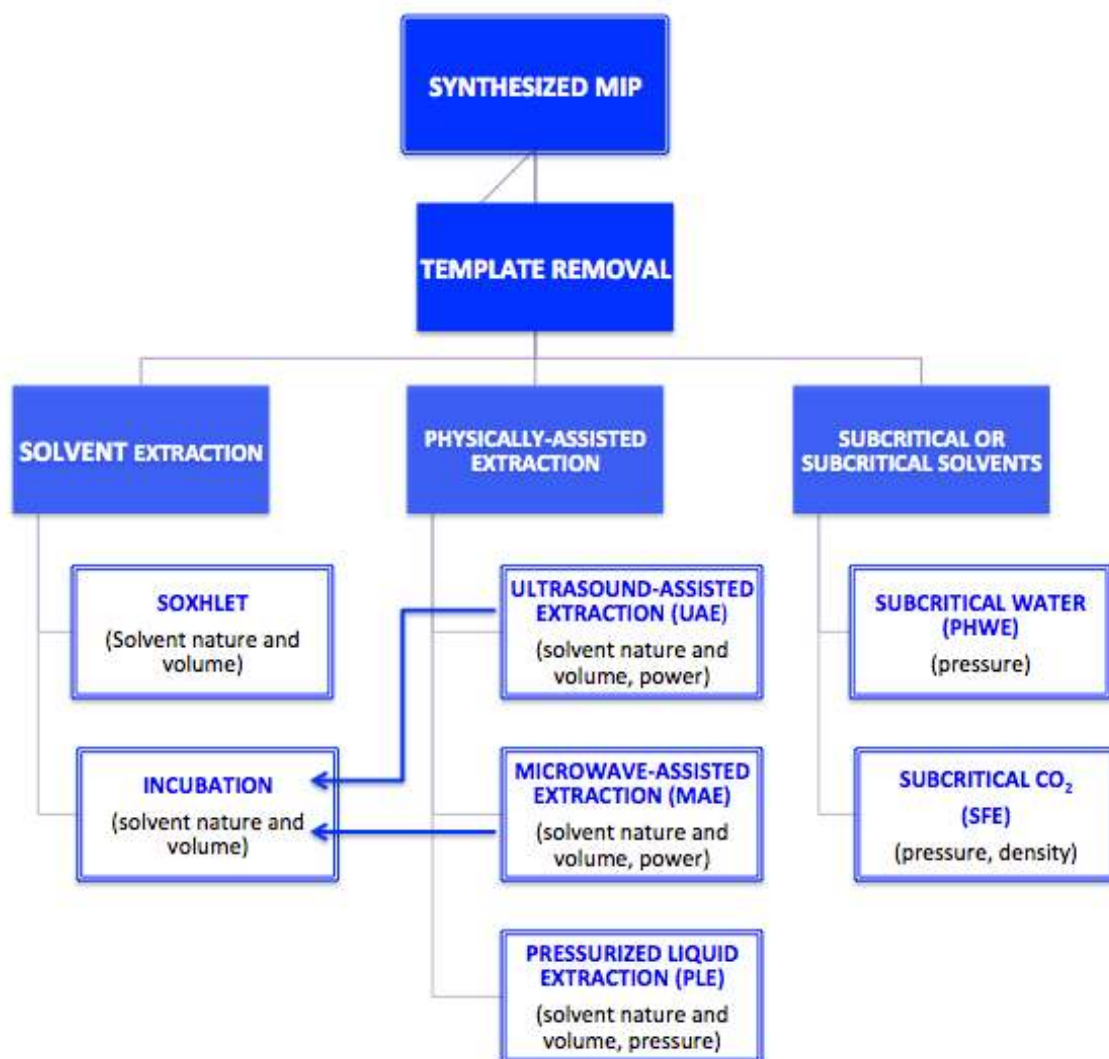 SYNTHESIZED MIP
TEMPLATE REMOVAL
SOLVENT EXTRACTION
PHYSICALLY-ASSISTED
EXTRACTION
SUBCRITICAL OR
SUBCRITICAL SOLVENTS
SOXHLET
(Solvent nature and
volume)
INCUBATION
(solvent nature and
volume)
ULTRASOUND-ASSISTED
EXTRACTION (UAE)
(solvent nature and
volume, power)
MICROWAVE-ASSISTED
EXTRACTION (MAE)
(solvent nature and
volume, power)
PRESSURIZED LIQUID
EXTRACTION (PLE)
(solvent nature and
volume, pressure)
SUBCRITICAL WATER
(PHWE)
(pressure)
SUBCRITICAL CO₂
(SFE)
(pressure, density)